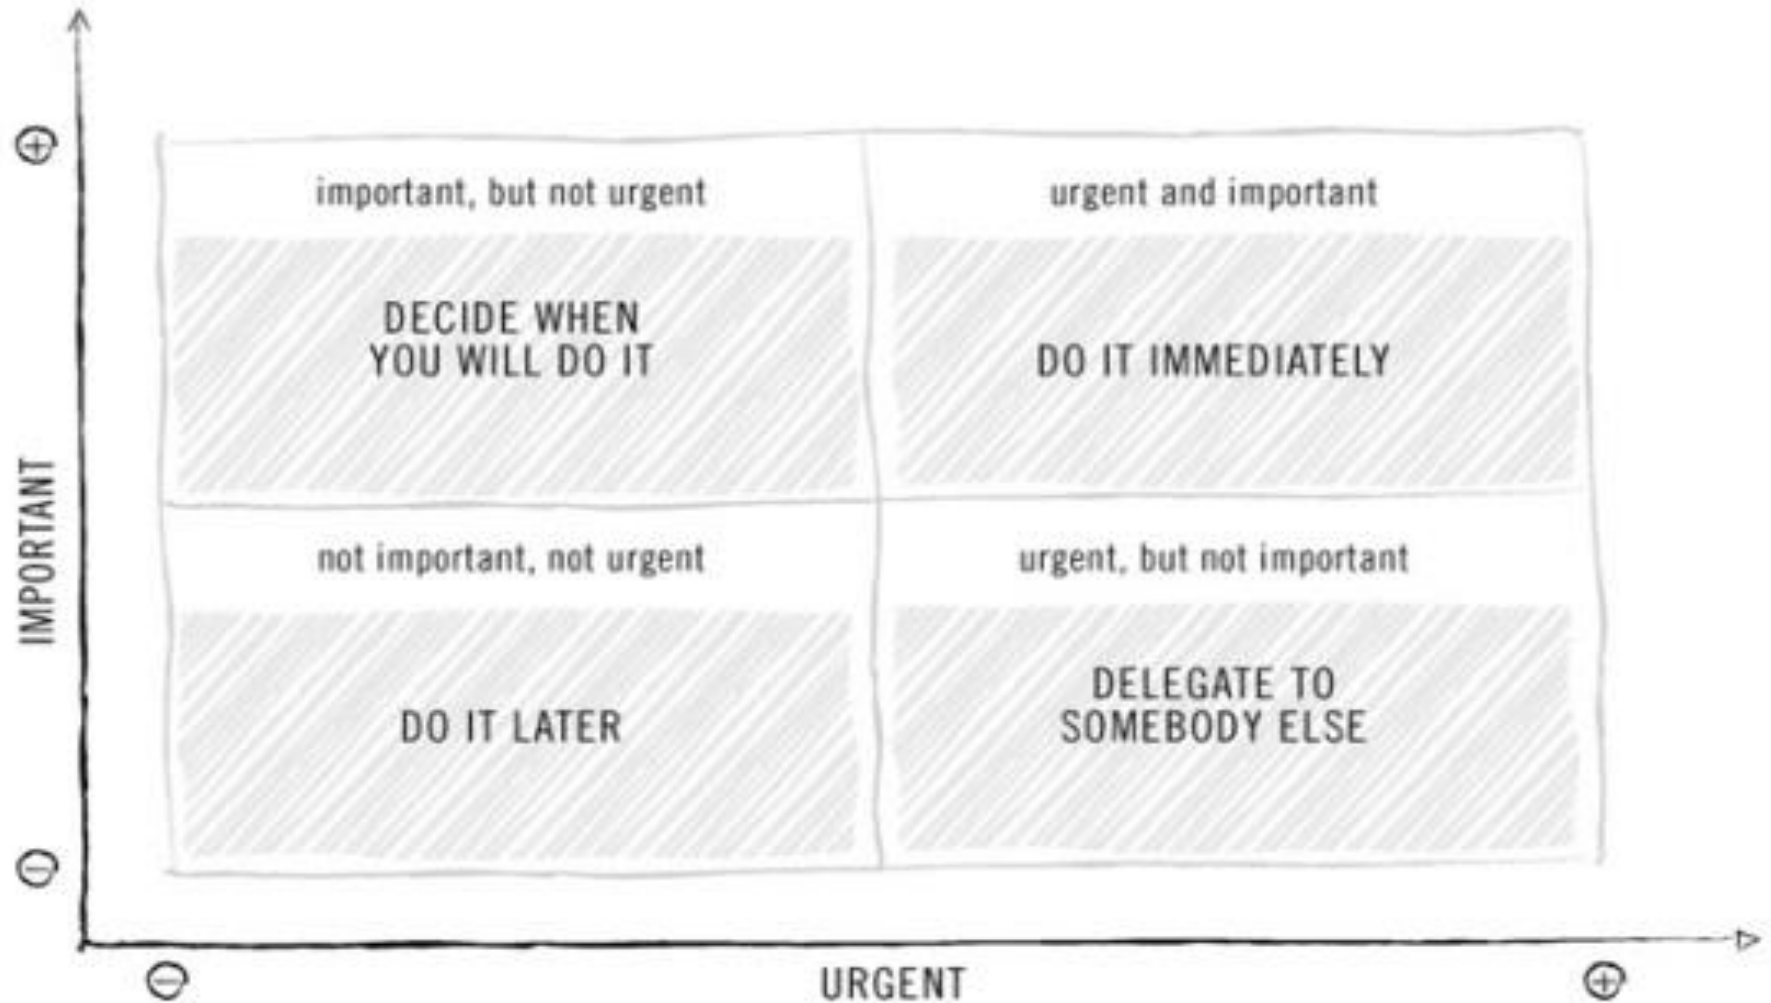 important, but not urgent
urgent and important
DECIDE WHEN
YOU WILL DO IT
DO IT IMMEDIATELY
IMPORTANT
not important, not urgent
urgent, but not important
DO IT LATER
DELEGATE TO
SOMEBODY ELSE
URGENT